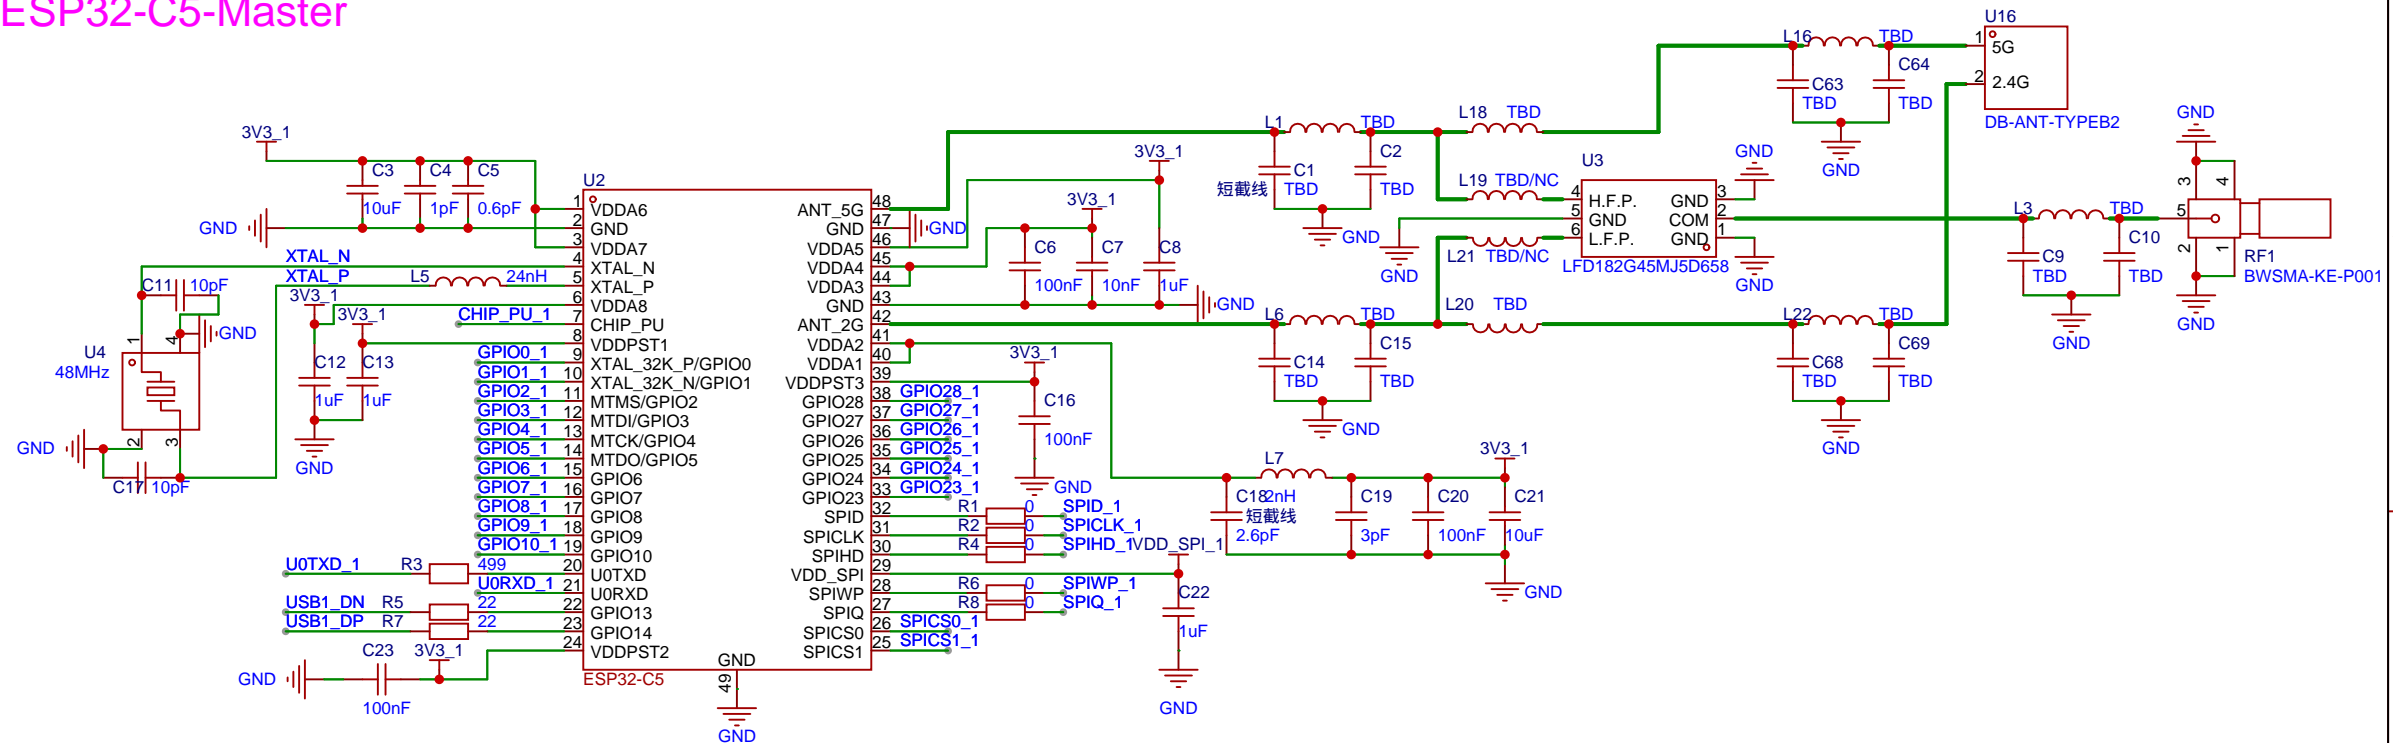 ESP32-C5-Master
3V3_1
C3
10uF
C4
1pF
C5
0.6pF
GND
XTAL_N
XTAL_P
L5
24nH
C11
10pF
GND
3V3_1
3V3_1
CHIP_PU_1
U4
48MHz
1
4
2
3
GND
C17
10pF
C12
1uF
C13
1uF
GND
GPIO0_1
GPIO1_1
GPIO2_1
GPIO3_1
GPIO4_1
GPIO5_1
GPIO6_1
GPIO7_1
GPIO8_1
GPIO9_1
GPIO10_1
U0TXD_1
R3
499
U0RXD_1
USB1_DN
R5
22
USB1_DP
R7
22
GND
C23
100nF
3V3_1
U2
1 VDDA6
2 GND
3 VDDA7
4 XTAL_N
5 XTAL_P
6 VDDA8
7 CHIP_PU
8 VDDPST1
9 XTAL_32K_P/GPIO0
10 XTAL_32K_N/GPIO1
11 MTMS/GPIO2
12 MTDI/GPIO3
13 MTCK/GPIO4
14 MTDO/GPIO5
15 GPIO6
16 GPIO7
17 GPIO8
18 GPIO9
19 GPIO10
20 U0TXD
21 U0RXD
22 GPIO13
23 GPIO14
24 VDDPST2
ANT_5G 48
GND 47
VDDA5 46
VDDA4 45
VDDA3 44
GND 43
ANT_2G 42
VDDA2 41
VDDA1 40
VDDPST3 39
GPIO28 38
GPIO27 37
GPIO26 36
GPIO25 35
GPIO24 34
GPIO23 33
SPID 32
SPICLK 31
SPIHD 30
VDD_SPI 29
SPIWP 28
SPIQ 27
SPICS0 26
SPICS1 25
GND
49
ESP32-C5
GND
GND
3V3_1
3V3_1
C6
100nF
C7
10nF
C8
1uF
GND
3V3_1
C16
100nF
GND
GPIO28_1
GPIO27_1
GPIO26_1
GPIO25_1
GPIO24_1
GPIO23_1
R1
0
SPID_1
R2
0
SPICLK_1
R4
0
SPIHD_1
VDD_SPI_1
R6
0
SPIWP_1
R8
0
SPIQ_1
SPICS0_1
SPICS1_1
C22
1uF
GND
L7
2nH
C18
短截线
2.6pF
C19
3pF
C20
100nF
C21
10uF
3V3_1
GND
L1
TBD
C1
短截线
TBD
C2
TBD
GND
L6
TBD
C14
TBD
C15
TBD
GND
L18
TBD
L19
TBD/NC
L21
TBD/NC
L20
TBD
GND
U3
4 H.F.P.
5 GND
6 L.F.P.
GND 3
COM 2
GND 1
LFD182G45MJ5D658
GND
GND
L16
TBD
C63
TBD
C64
TBD
GND
U16
1 5G
2 2.4G
DB-ANT-TYPEB2
L22
TBD
C68
TBD
C69
TBD
GND
L3
TBD
C9
TBD
C10
TBD
GND
GND
3
4
5
2
1
RF1
BWSMA-KE-P001
GND